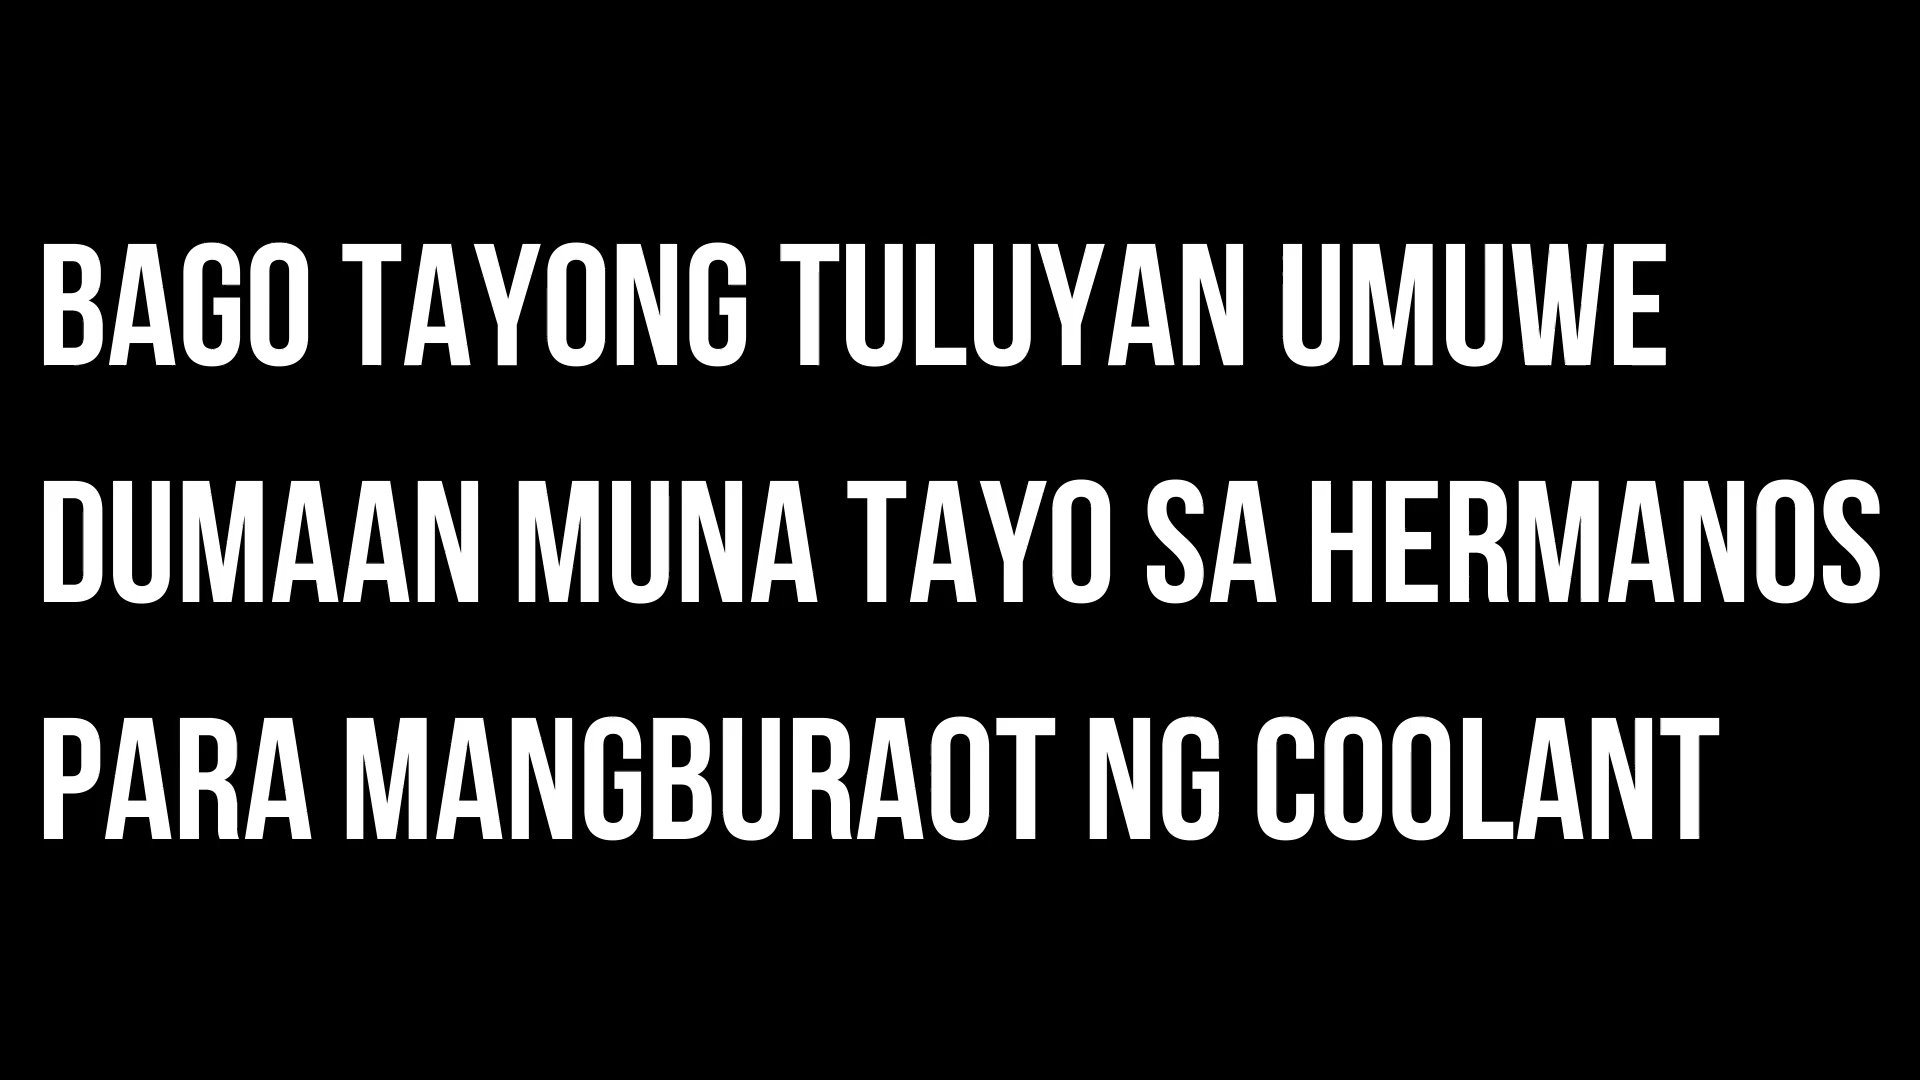 BAGO TAYONG TULUYAN UMUWE
DUMAAN MUNA TAYO SA HERMANOS
PARA MANGBURAOT NG COOLANT